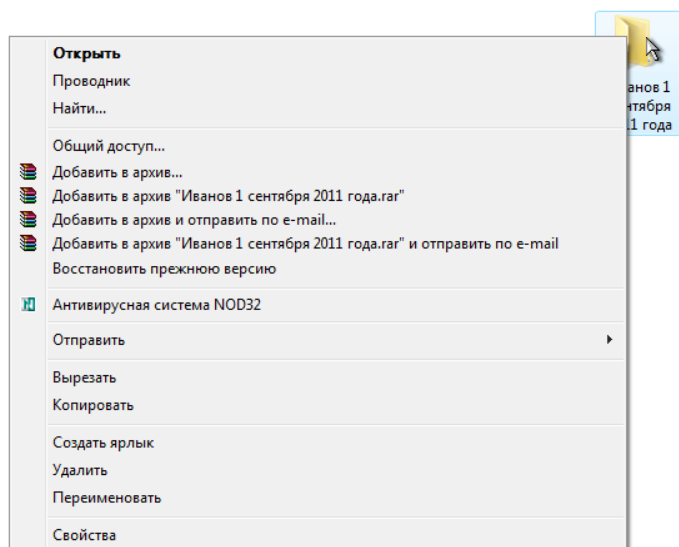 Открыть
Проводник
Найти...
Общий доступ...
Добавить в архив...
Добавить в архив "Иванов 1 сентября 2011 года.rar"
Добавить в архив и отправить по e-mail...
Добавить в архив "Иванов 1 сентября 2011 года.rar" и отправить по e-mail
Восстановить прежнюю версию
Антивирусная система NOD32
Отправить
Вырезать
Копировать
Создать ярлык
Удалить
Переименовать
Свойства
анов 1
нтября
11 года